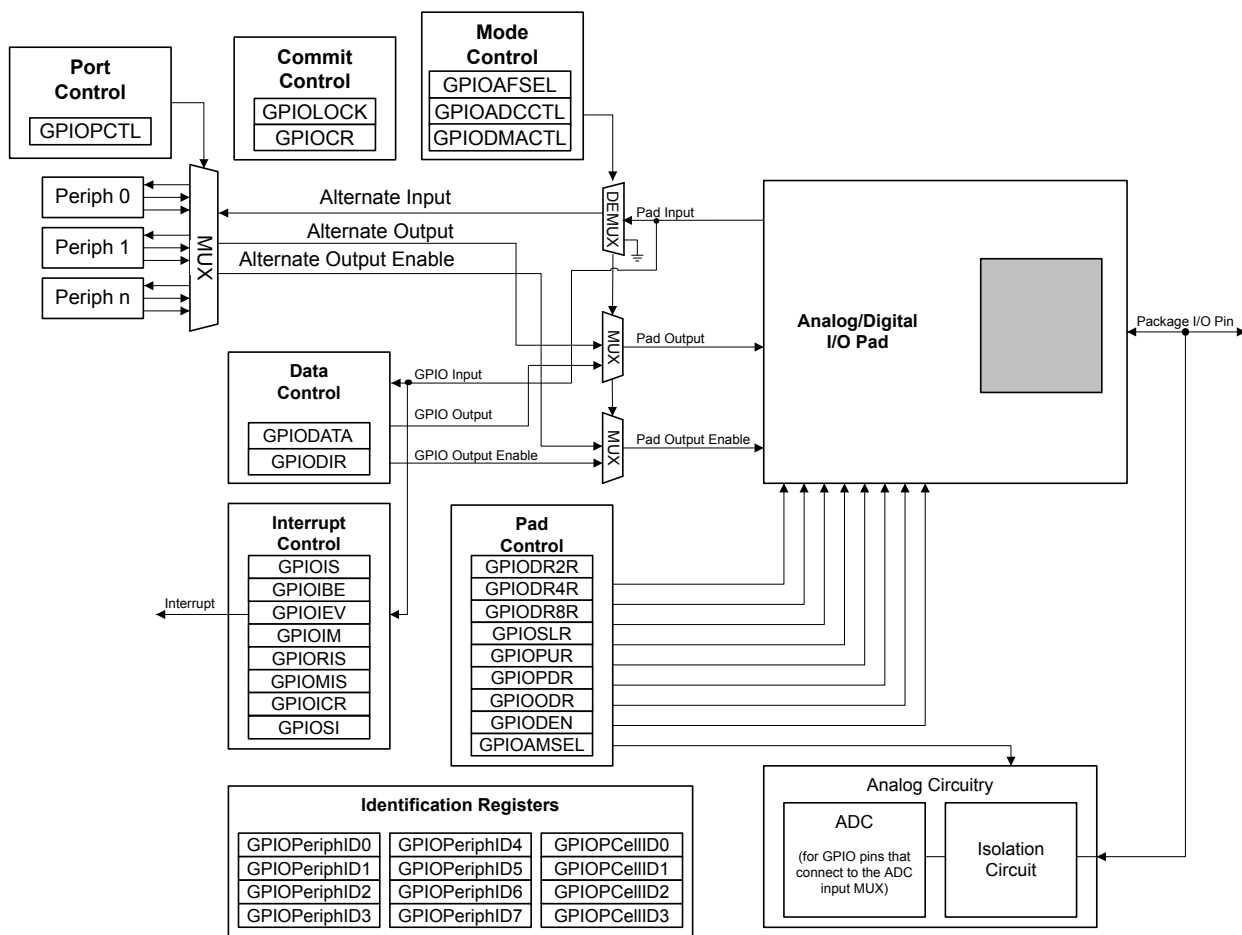 Port
Control
GPIOPCTL
Commit
Control
GPIOLOCK
GPIOCR
Mode
Control
GPIOAFSEL
GPIOADCCTL
GPIODMACTL
Periph 0
Periph 1
Periph n
MUX
Alternate Input
Alternate Output
Alternate Output Enable
DEMUX
Pad Input
MUX
Pad Output
MUX
Pad Output Enable
Analog/Digital
I/O Pad
Package I/O Pin
Data
Control
GPIODATA
GPIODIR
GPIO Input
GPIO Output
GPIO Output Enable
Interrupt
Control
GPIOIS
GPIOIBE
GPIOIEV
GPIOIM
GPIORIS
GPIOMIS
GPIOICR
GPIOSI
Interrupt
Pad
Control
GPIODR2R
GPIODR4R
GPIODR8R
GPIOSLR
GPIOPUR
GPIOPDR
GPIOODR
GPIODEN
GPIOAMSEL
Analog Circuitry
ADC
(for GPIO pins that
connect to the ADC
input MUX)
Isolation
Circuit
Identification Registers
GPIOPeriphID0
GPIOPeriphID1
GPIOPeriphID2
GPIOPeriphID3
GPIOPeriphID4
GPIOPeriphID5
GPIOPeriphID6
GPIOPeriphID7
GPIOPCellID0
GPIOPCellID1
GPIOPCellID2
GPIOPCellID3